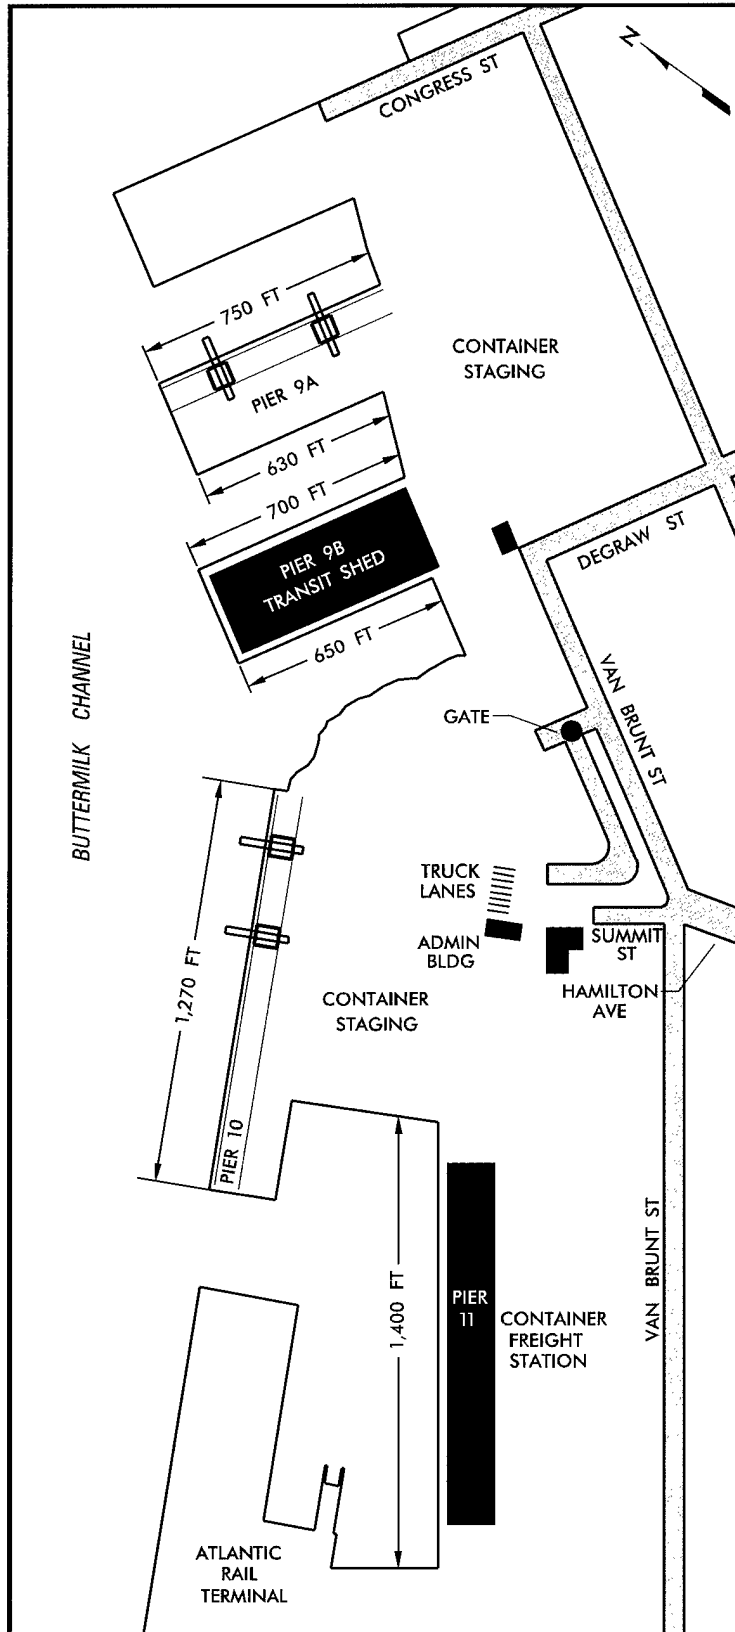 N
CONGRESS ST
750 FT
CONTAINER
STAGING
PIER 9A
630 FT
700 FT
DEGRAW ST
PIER 9B
TRANSIT SHED
650 FT
BUTTERMILK CHANNEL
GATE
VAN BRUNT ST
TRUCK
LANES
ADMIN
BLDG
SUMMIT
ST
HAMILTON
AVE
1,270 FT
CONTAINER
STAGING
PIER 10
VAN BRUNT ST
1,400 FT
PIER
11
CONTAINER
FREIGHT
STATION
ATLANTIC
RAIL
TERMINAL